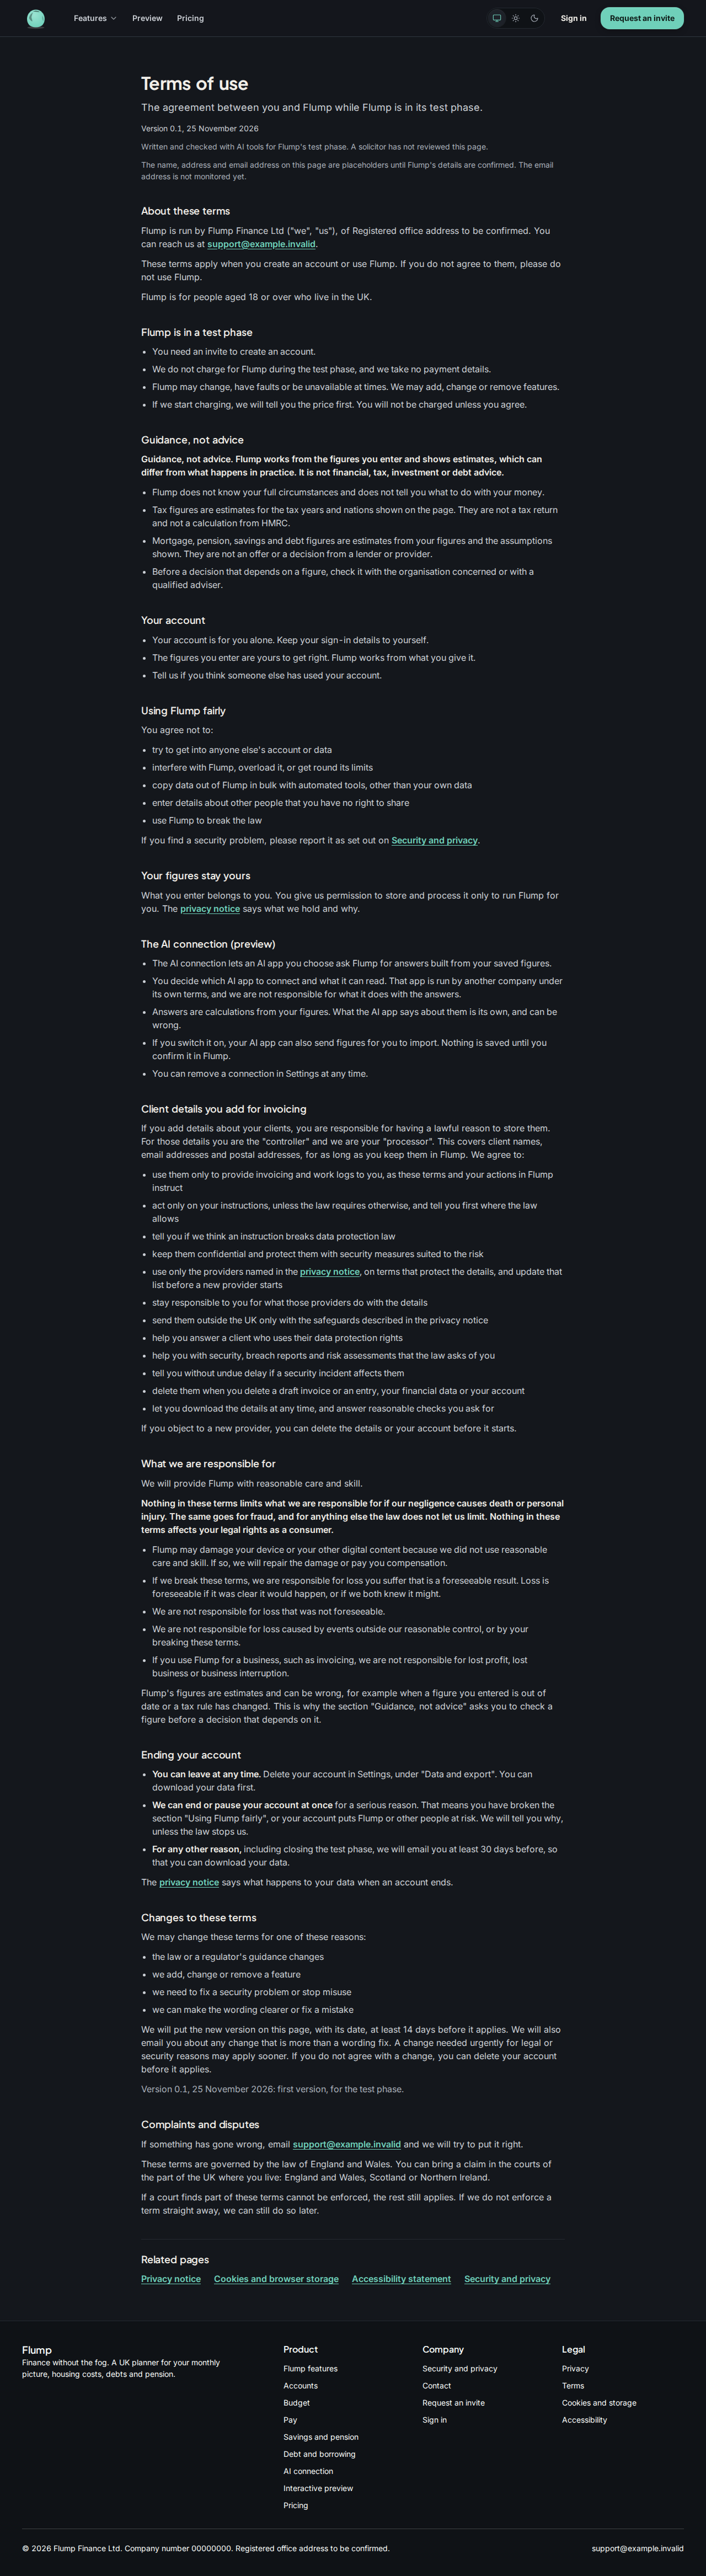 Features
Preview
Pricing
Sign in
Request an invite
Terms of use
The agreement between you and Flump while Flump is in its test phase.
Version 0.1, 25 November 2026
Written and checked with AI tools for Flump's test phase. A solicitor has not reviewed this page.
The name, address and email address on this page are placeholders until Flump's details are confirmed. The email
address is not monitored yet.
About these terms
Flump is run by Flump Finance Ltd ("we", "us"), of Registered office address to be confirmed. You
can reach us at support@example.invalid.
These terms apply when you create an account or use Flump. If you do not agree to them, please do
not use Flump.
Flump is for people aged 18 or over who live in the UK.
Flump is in a test phase
• You need an invite to create an account.
• We do not charge for Flump during the test phase, and we take no payment details.
• Flump may change, have faults or be unavailable at times. We may add, change or remove features.
• If we start charging, we will tell you the price first. You will not be charged unless you agree.
Guidance, not advice
Guidance, not advice. Flump works from the figures you enter and shows estimates, which can
differ from what happens in practice. It is not financial, tax, investment or debt advice.
• Flump does not know your full circumstances and does not tell you what to do with your money.
• Tax figures are estimates for the tax years and nations shown on the page. They are not a tax return
and not a calculation from HMRC.
• Mortgage, pension, savings and debt figures are estimates from your figures and the assumptions
shown. They are not an offer or a decision from a lender or provider.
• Before a decision that depends on a figure, check it with the organisation concerned or with a
qualified adviser.
Your account
• Your account is for you alone. Keep your sign-in details to yourself.
• The figures you enter are yours to get right. Flump works from what you give it.
• Tell us if you think someone else has used your account.
Using Flump fairly
You agree not to:
• try to get into anyone else's account or data
• interfere with Flump, overload it, or get round its limits
• copy data out of Flump in bulk with automated tools, other than your own data
• enter details about other people that you have no right to share
• use Flump to break the law
If you find a security problem, please report it as set out on Security and privacy.
Your figures stay yours
What you enter belongs to you. You give us permission to store and process it only to run Flump for
you. The privacy notice says what we hold and why.
The AI connection (preview)
• The AI connection lets an AI app you choose ask Flump for answers built from your saved figures.
• You decide which AI app to connect and what it can read. That app is run by another company under
its own terms, and we are not responsible for what it does with the answers.
• Answers are calculations from your figures. What the AI app says about them is its own, and can be
wrong.
• If you switch it on, your AI app can also send figures for you to import. Nothing is saved until you
confirm it in Flump.
• You can remove a connection in Settings at any time.
Client details you add for invoicing
If you add details about your clients, you are responsible for having a lawful reason to store them.
For those details you are the "controller" and we are your "processor". This covers client names,
email addresses and postal addresses, for as long as you keep them in Flump. We agree to:
• use them only to provide invoicing and work logs to you, as these terms and your actions in Flump
instruct
• act only on your instructions, unless the law requires otherwise, and tell you first where the law
allows
• tell you if we think an instruction breaks data protection law
• keep them confidential and protect them with security measures suited to the risk
• use only the providers named in the privacy notice, on terms that protect the details, and update that
list before a new provider starts
• stay responsible to you for what those providers do with the details
• send them outside the UK only with the safeguards described in the privacy notice
• help you answer a client who uses their data protection rights
• help you with security, breach reports and risk assessments that the law asks of you
• tell you without undue delay if a security incident affects them
• delete them when you delete a draft invoice or an entry, your financial data or your account
• let you download the details at any time, and answer reasonable checks you ask for
If you object to a new provider, you can delete the details or your account before it starts.
What we are responsible for
We will provide Flump with reasonable care and skill.
Nothing in these terms limits what we are responsible for if our negligence causes death or personal
injury. The same goes for fraud, and for anything else the law does not let us limit. Nothing in these
terms affects your legal rights as a consumer.
• Flump may damage your device or your other digital content because we did not use reasonable
care and skill. If so, we will repair the damage or pay you compensation.
• If we break these terms, we are responsible for loss you suffer that is a foreseeable result. Loss is
foreseeable if it was clear it would happen, or if we both knew it might.
• We are not responsible for loss that was not foreseeable.
• We are not responsible for loss caused by events outside our reasonable control, or by your
breaking these terms.
• If you use Flump for a business, such as invoicing, we are not responsible for lost profit, lost
business or business interruption.
Flump's figures are estimates and can be wrong, for example when a figure you entered is out of
date or a tax rule has changed. This is why the section "Guidance, not advice" asks you to check a
figure before a decision that depends on it.
Ending your account
• You can leave at any time. Delete your account in Settings, under "Data and export". You can
download your data first.
• We can end or pause your account at once for a serious reason. That means you have broken the
section "Using Flump fairly", or your account puts Flump or other people at risk. We will tell you why,
unless the law stops us.
• For any other reason, including closing the test phase, we will email you at least 30 days before, so
that you can download your data.
The privacy notice says what happens to your data when an account ends.
Changes to these terms
We may change these terms for one of these reasons:
• the law or a regulator's guidance changes
• we add, change or remove a feature
• we need to fix a security problem or stop misuse
• we can make the wording clearer or fix a mistake
We will put the new version on this page, with its date, at least 14 days before it applies. We will also
email you about any change that is more than a wording fix. A change needed urgently for legal or
security reasons may apply sooner. If you do not agree with a change, you can delete your account
before it applies.
Version 0.1, 25 November 2026: first version, for the test phase.
Complaints and disputes
If something has gone wrong, email support@example.invalid and we will try to put it right.
These terms are governed by the law of England and Wales. You can bring a claim in the courts of
the part of the UK where you live: England and Wales, Scotland or Northern Ireland.
If a court finds part of these terms cannot be enforced, the rest still applies. If we do not enforce a
term straight away, we can still do so later.
Related pages
Privacy notice
Cookies and browser storage
Accessibility statement
Security and privacy
Flump
Finance without the fog. A UK planner for your monthly
picture, housing costs, debts and pension.
Product
Flump features
Accounts
Budget
Pay
Savings and pension
Debt and borrowing
AI connection
Interactive preview
Pricing
Company
Security and privacy
Contact
Request an invite
Sign in
Legal
Privacy
Terms
Cookies and storage
Accessibility
© 2026 Flump Finance Ltd. Company number 00000000. Registered office address to be confirmed.
support@example.invalid